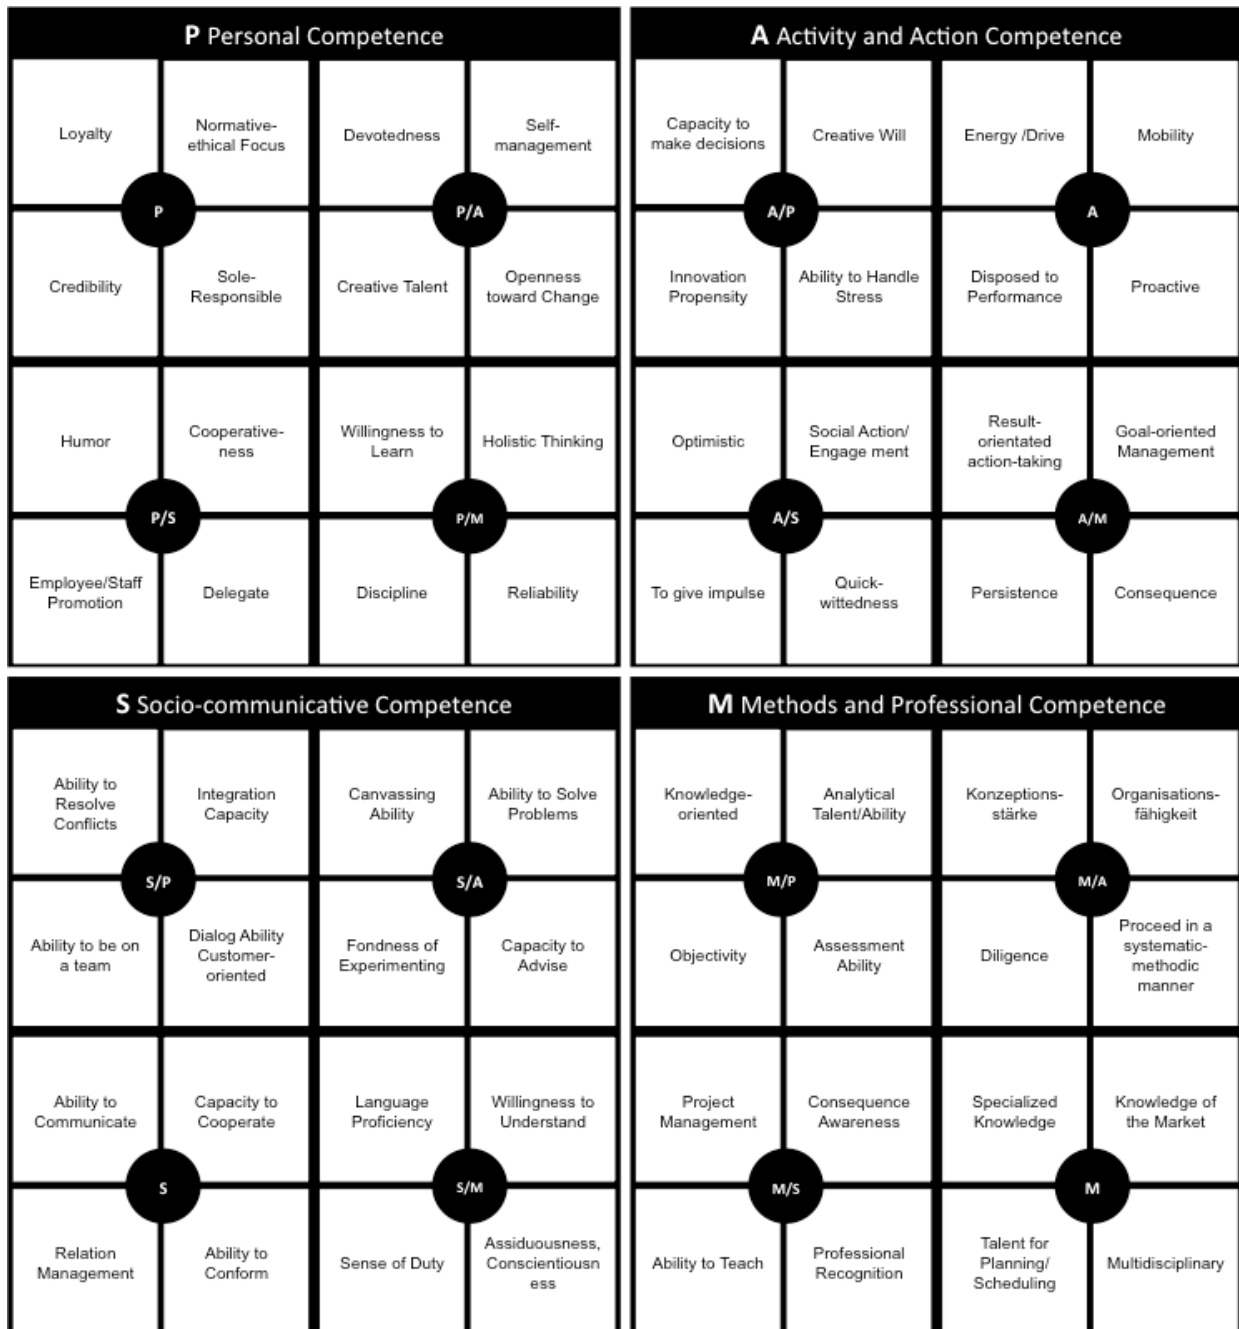 P Personal Competence
Loyalty
Normative-
ethical Focus
Devotedness
Self-
management
P
P/A
Credibility
Sole-
Responsible
Creative Talent
Openness
toward Change
Humor
Cooperative-
ness
Willingness to
Learn
Holistic Thinking
P/S
P/M
Employee/Staff
Promotion
Delegate
Discipline
Reliability
A Activity and Action Competence
Capacity to
make decisions
Creative Will
Energy /Drive
Mobility
A/P
A
Innovation
Propensity
Ability to Handle
Stress
Disposed to
Performance
Proactive
Optimistic
Social Action/
Engage ment
Result-
orientated
action-taking
Goal-oriented
Management
A/S
A/M
To give impulse
Quick-
wittedness
Persistence
Consequence
S Socio-communicative Competence
Ability to
Resolve
Conflicts
Integration
Capacity
Canvassing
Ability
Ability to Solve
Problems
S/P
S/A
Ability to be on
a team
Dialog Ability
Customer-
oriented
Fondness of
Experimenting
Capacity to
Advise
Ability to
Communicate
Capacity to
Cooperate
Language
Proficiency
Willingness to
Understand
S
S/M
Relation
Management
Ability to
Conform
Sense of Duty
Assiduousness,
Conscientiousn
ess
M Methods and Professional Competence
Knowledge-
oriented
Analytical
Talent/Ability
Konzeptions-
stärke
Organisations-
fähigkeit
M/P
M/A
Objectivity
Assessment
Ability
Diligence
Proceed in a
systematic-
methodic
manner
Project
Management
Consequence
Awareness
Specialized
Knowledge
Knowledge of
the Market
M/S
M
Ability to Teach
Professional
Recognition
Talent for
Planning/
Scheduling
Multidisciplinary